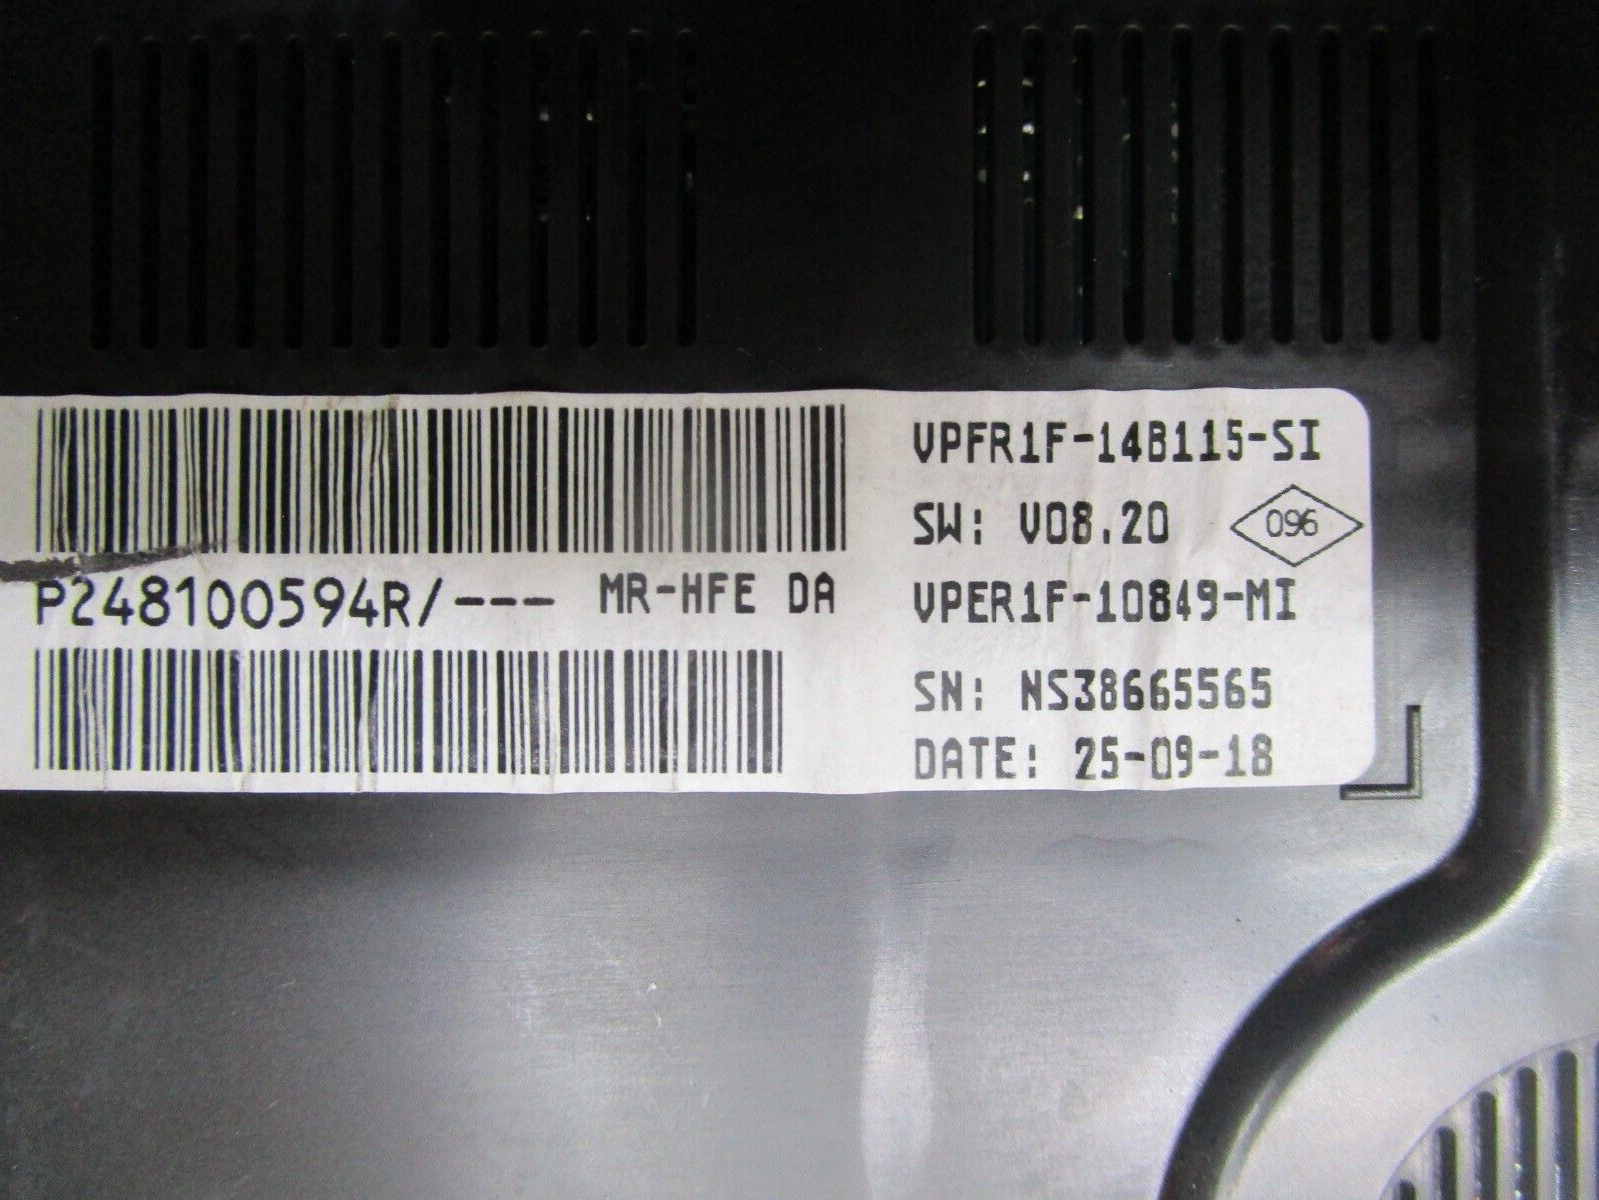 VPFR1F-14B115-SI
SW: V08.20
096
P248100594R/--- MR-HFE DA
VPER1F-10849-MI
SN: NS38665565
DATE: 25-09-18